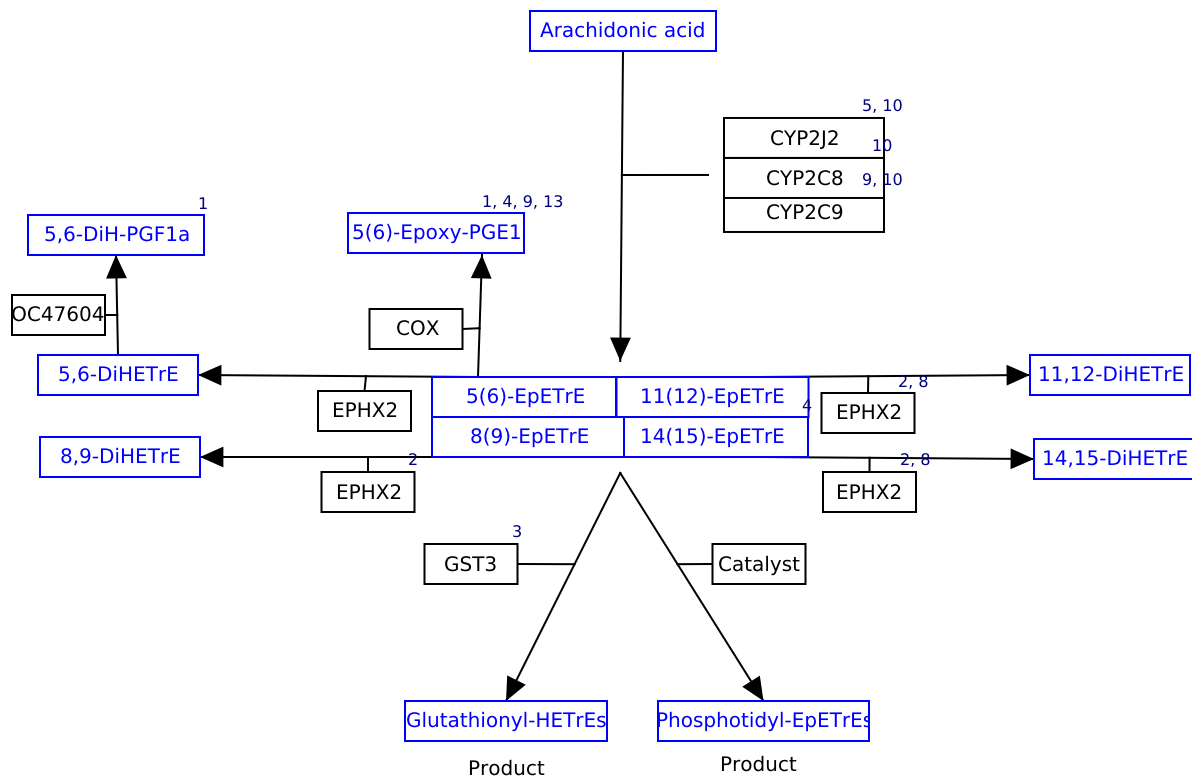 Arachidonic acid
5, 10
CYP2J2
10
CYP2C8
9, 10
CYP2C9
1
5,6-DiH-PGF1a
1, 4, 9, 13
5(6)-Epoxy-PGE1
OC47604
COX
5,6-DiHETrE
11,12-DiHETrE
EPHX2
5(6)-EpETrE
11(12)-EpETrE
4
2, 8
EPHX2
8,9-DiHETrE
8(9)-EpETrE
14(15)-EpETrE
14,15-DiHETrE
2
EPHX2
2, 8
EPHX2
3
GST3
Catalyst
Glutathionyl-HETrEs
Phosphotidyl-EpETrEs
Product
Product